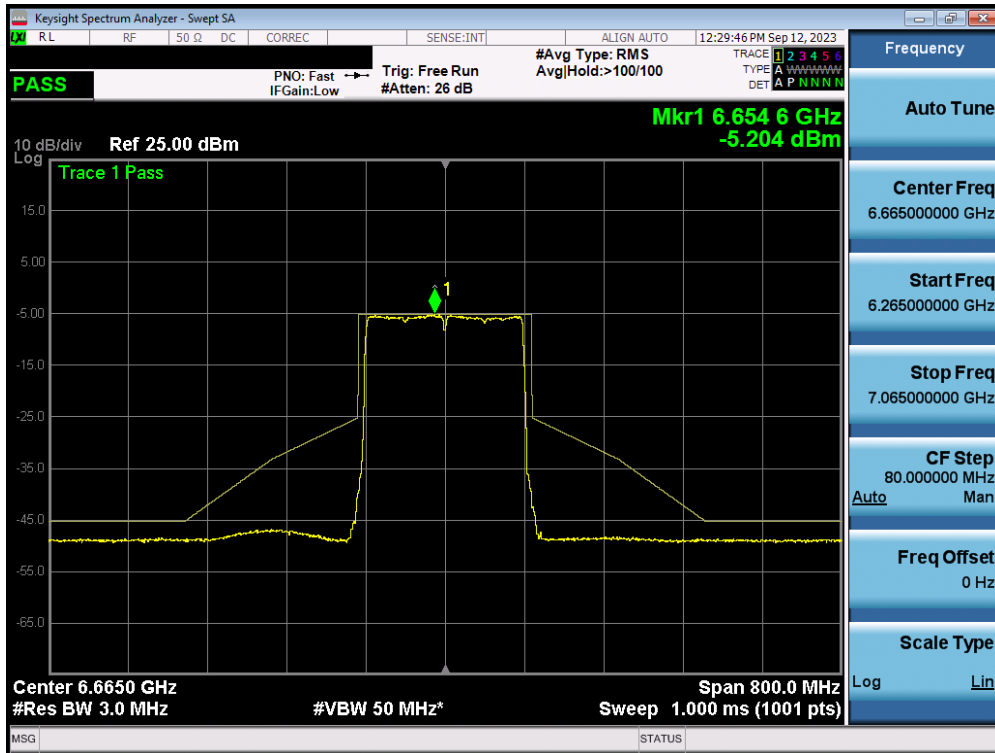 Keysight Spectrum Analyzer - Swept SA
LXI RL RF 50 Ω DC CORREC SENSE:INT ALIGN AUTO 12:29:46 PM Sep 12, 2023
PASS
PNO: Fast
IFGain:Low
Trig: Free Run
#Atten: 26 dB
#Avg Type: RMS
Avg|Hold:>100/100
TRACE 1 2 3 4 5 6
TYPE A WWWWW
DET A P N N N N
Mkr1 6.654 6 GHz
-5.204 dBm
10 dB/div Ref 25.00 dBm
Log
Trace 1 Pass
15.0
5.00
1
-5.00
-15.0
-25.0
-35.0
-45.0
-55.0
-65.0
Center 6.6650 GHz Span 800.0 MHz
#Res BW 3.0 MHz #VBW 50 MHz* Sweep 1.000 ms (1001 pts)
MSG STATUS
Frequency
Auto Tune
Center Freq
6.665000000 GHz
Start Freq
6.265000000 GHz
Stop Freq
7.065000000 GHz
CF Step
80.000000 MHz
Auto Man
Freq Offset
0 Hz
Scale Type
Log Lin